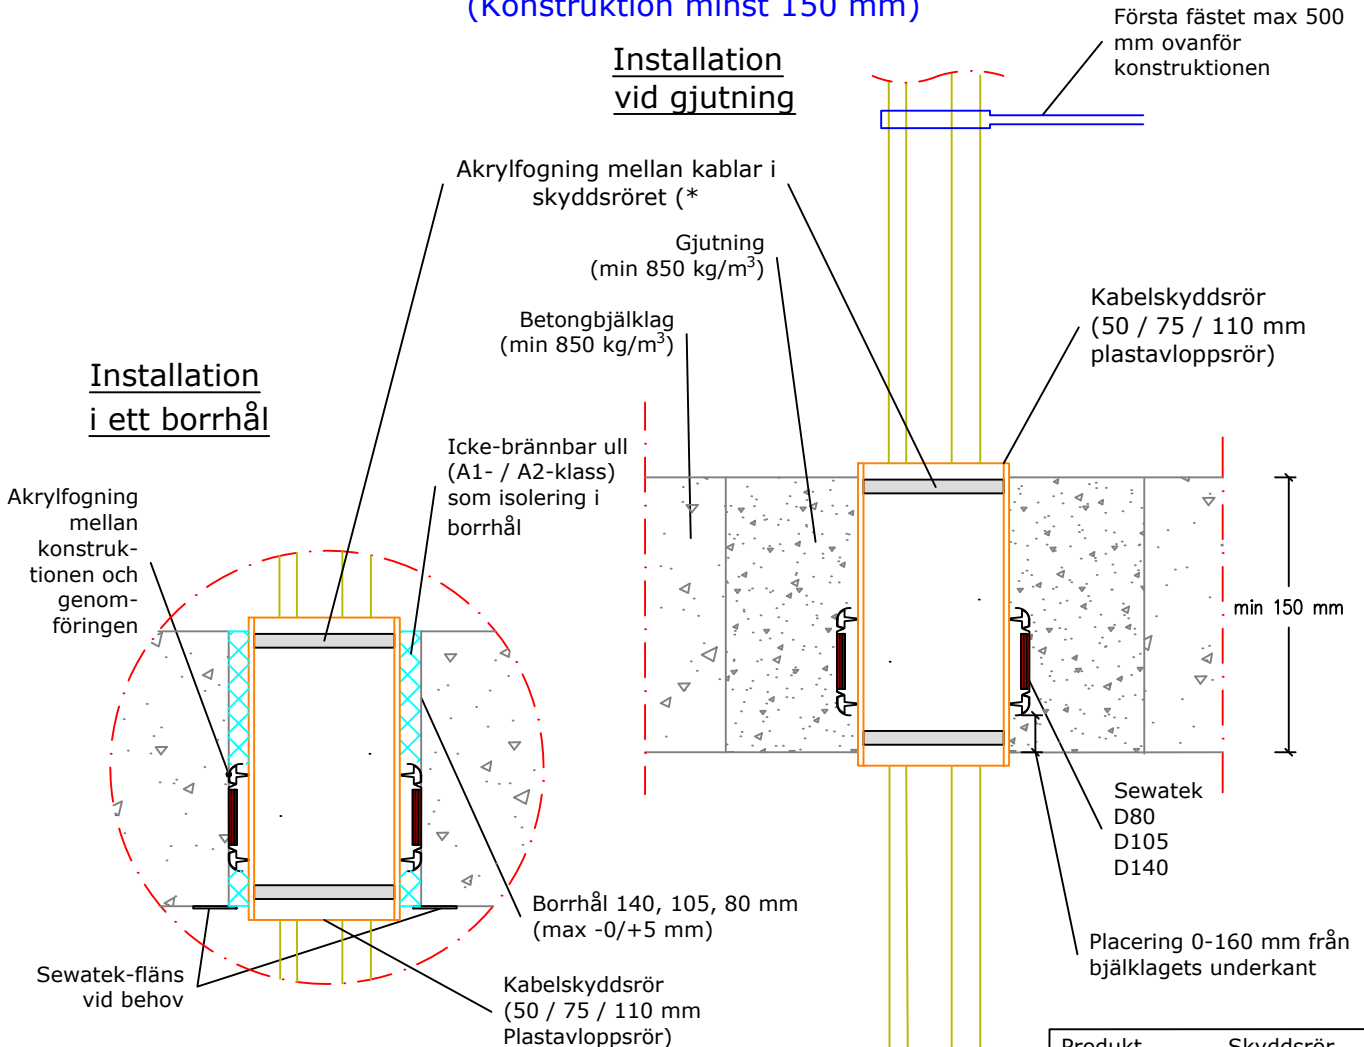 (Konstruktion minst 150 mm)
Första fästet max 500
mm ovanför
konstruktionen
Installation
vid gjutning
Akrylfogning mellan kablar i
skyddsröret (*
Gjutning
(min 850 kg/m³)
Betongbjälklag
(min 850 kg/m³)
Kabelskyddsrör
(50 / 75 / 110 mm
plastavloppsrör)
Installation
i ett borrhål
Icke-brännbar ull
(A1- / A2-klass)
som isolering i
borrhål
Akrylfogning
mellan
konstruk-
tionen och
genom-
föringen
min 150 mm
Sewatek
D80
D105
D140
Borrhål 140, 105, 80 mm
(max -0/+5 mm)
Placering 0-160 mm från
bjälklagets underkant
Sewatek-fläns
vid behov
Kabelskyddsrör
(50 / 75 / 110 mm
Plastavloppsrör)
Produkt Skyddsrör